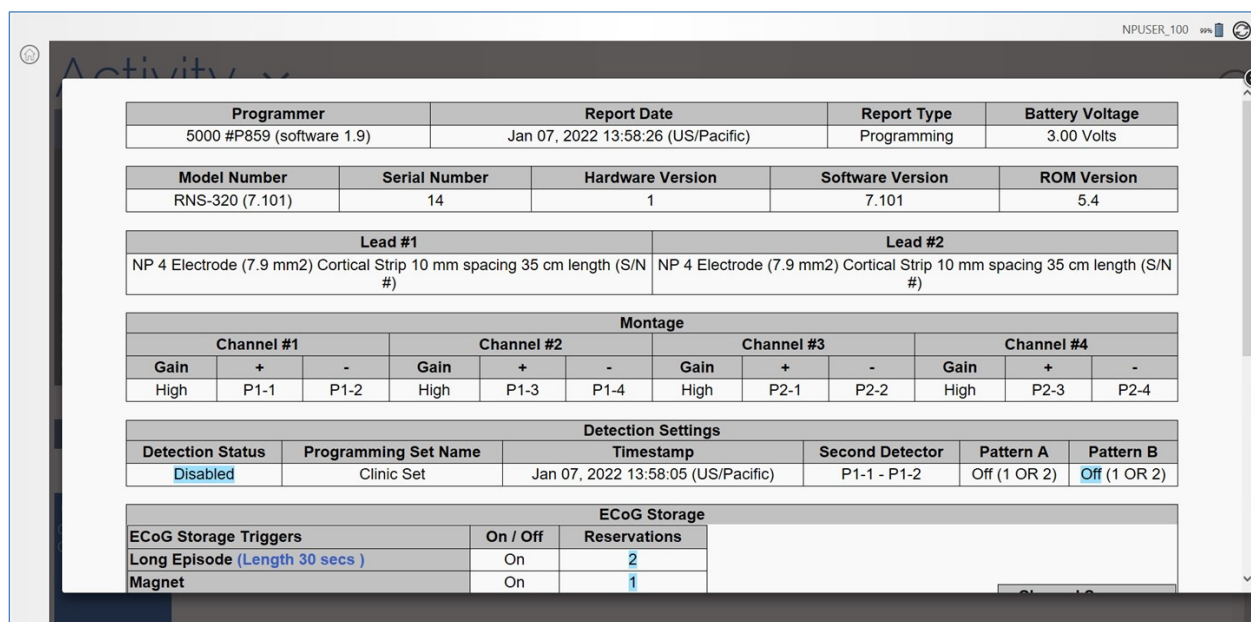 NPUSER_100 99%
Activity
Programmer Report Date Report Type Battery Voltage
5000 #P859 (software 1.9) Jan 07, 2022 13:58:26 (US/Pacific) Programming 3.00 Volts
Model Number Serial Number Hardware Version Software Version ROM Version
RNS-320 (7.101) 14 1 7.101 5.4
Lead #1 Lead #2
NP 4 Electrode (7.9 mm2) Cortical Strip 10 mm spacing 35 cm length (S/N NP 4 Electrode (7.9 mm2) Cortical Strip 10 mm spacing 35 cm length (S/N
#) #)
Montage
Channel #1 Channel #2 Channel #3 Channel #4
Gain + - Gain + - Gain + - Gain + -
High P1-1 P1-2 High P1-3 P1-4 High P2-1 P2-2 High P2-3 P2-4
Detection Settings
Detection Status Programming Set Name Timestamp Second Detector Pattern A Pattern B
Disabled Clinic Set Jan 07, 2022 13:58:05 (US/Pacific) P1-1 - P1-2 Off (1 OR 2) Off (1 OR 2)
ECoG Storage
ECoG Storage Triggers On / Off Reservations
Long Episode (Length 30 secs ) On 2
Magnet On 1